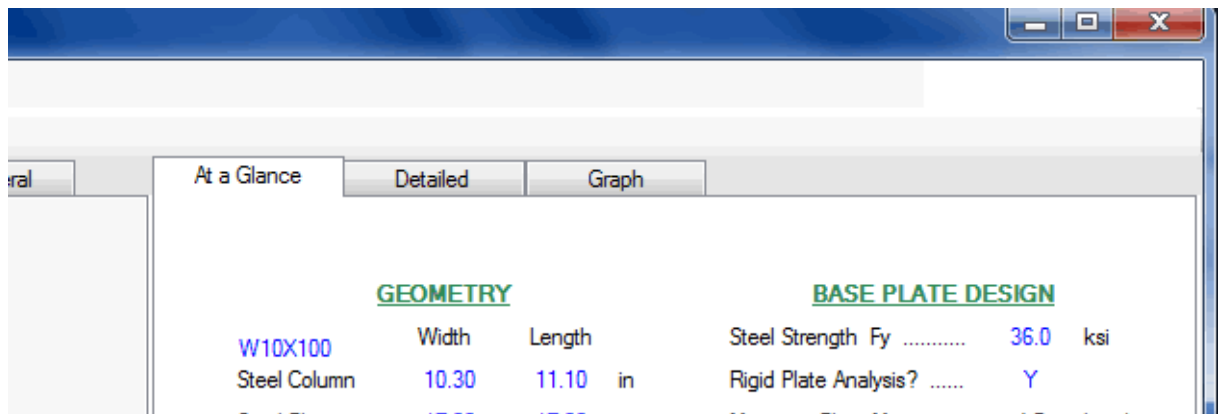 At a Glance Detailed Graph
GEOMETRY BASE PLATE DESIGN
W10X100 Width Length Steel Strength Fy ........... 36.0 ksi
Steel Column 10.30 11.10 in Rigid Plate Analysis? ...... Y